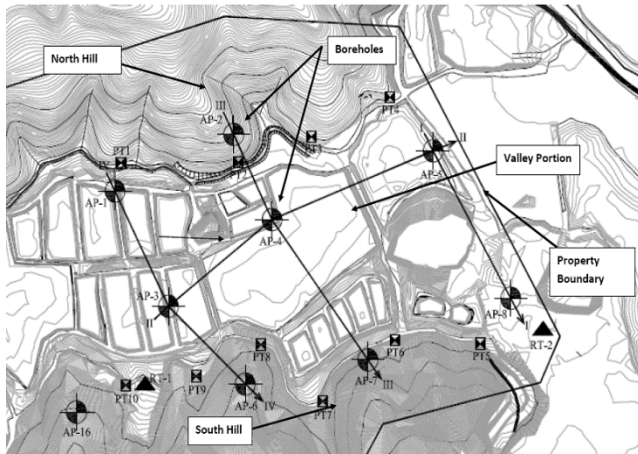 North Hill
Boreholes
III
AP-2
PT4
PT3
PT1
PT2
IV
II
AP-5
Valley Portion
AP-1
AP-4
Property
Boundary
AP-3
II
AP-8
I
RT-2
PT8
PT6
PT5
PT9
RT-1
PT10
AP-7
III
AP-6
IV
PT7
AP-16
South Hill